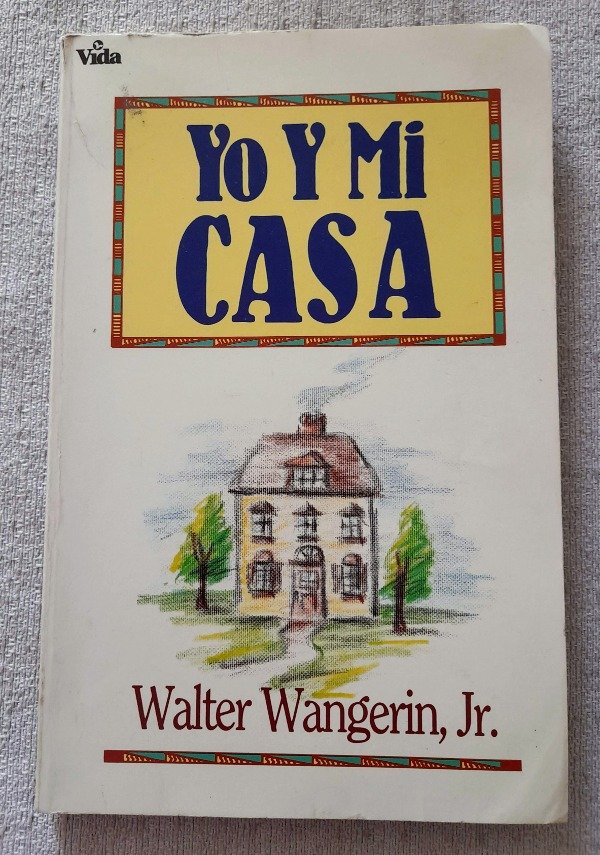 Vida
Yo Y Mi
CASA
Walter Wangerin, Jr.